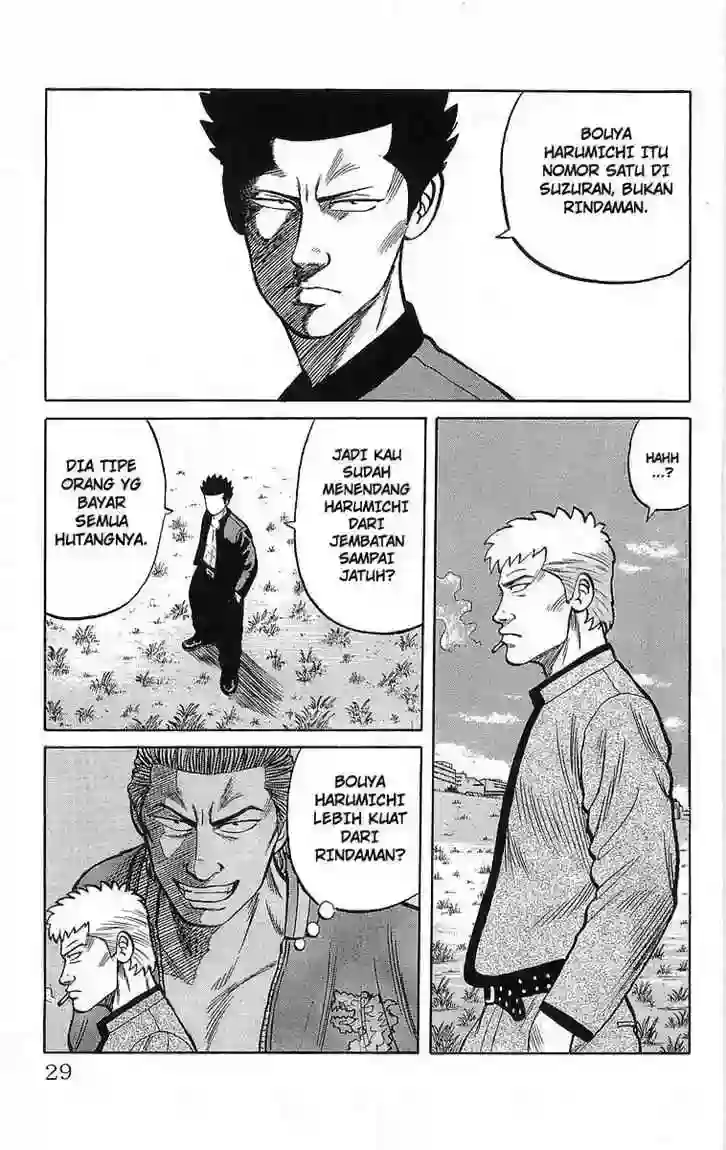 BOUYA
HARUMICHI ITU
NOMOR SATU DI
SUZURAN, BUKAN
RINDAMAN.
HAHH
...?
JADI KAU
SUDAH
MENENDANG
HARUMICHI
DARI
JEMBATAN
SAMPAI
JATUH?
DIA TIPE
ORANG YG
BAYAR
SEMUA
HUTANGNYA.
BOUYA
HARUMICHI
LEBIH KUAT
DARI
RINDAMAN?
29